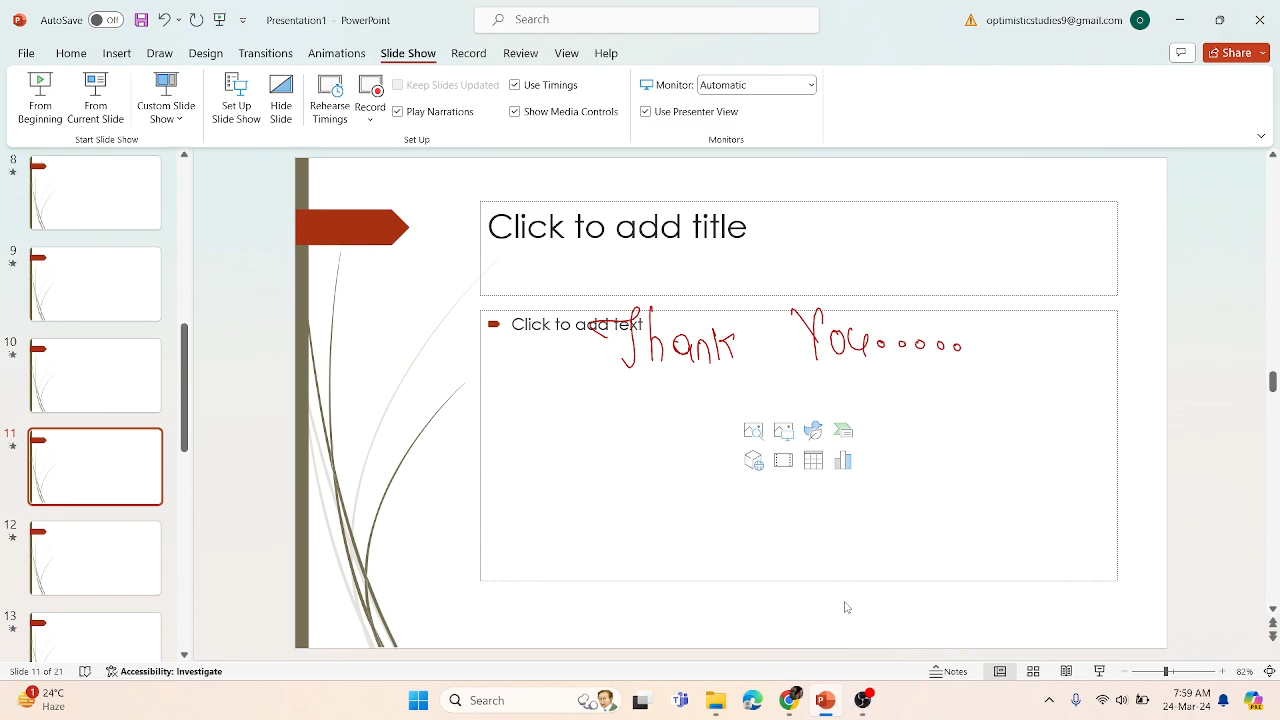 AutoSave Off Presentation1 - PowerPoint Search optimisticstudies9@gmail.com O
File Home Insert Draw Design Transitions Animations Slide Show Record Review View Help Share
From Beginning From Current Slide Custom Slide Show Set Up Slide Show Hide Slide Rehearse Timings Record Keep Slides Updated Use Timings Monitor: Automatic
Play Narrations Show Media Controls Use Presenter View
Start Slide Show Set Up Monitors
8
9
10
11
12
13
Click to add title
Click to add text
Thank You.....
Slide 11 of 21 Accessibility: Investigate Notes 82%
1 24°C Haze Search 7:59 AM 24-Mar-24